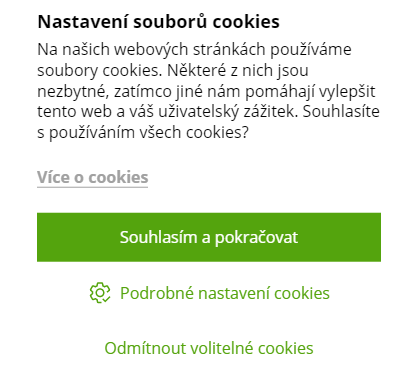 Nastavení souborů cookies
Na našich webových stránkách používáme
soubory cookies. Některé z nich jsou
nezbytné, zatímco jiné nám pomáhají vylepšit
tento web a váš uživatelský zážitek. Souhlasíte
s používáním všech cookies?
Více o cookies
Souhlasím a pokračovat
Podrobné nastavení cookies
Odmítnout volitelné cookies